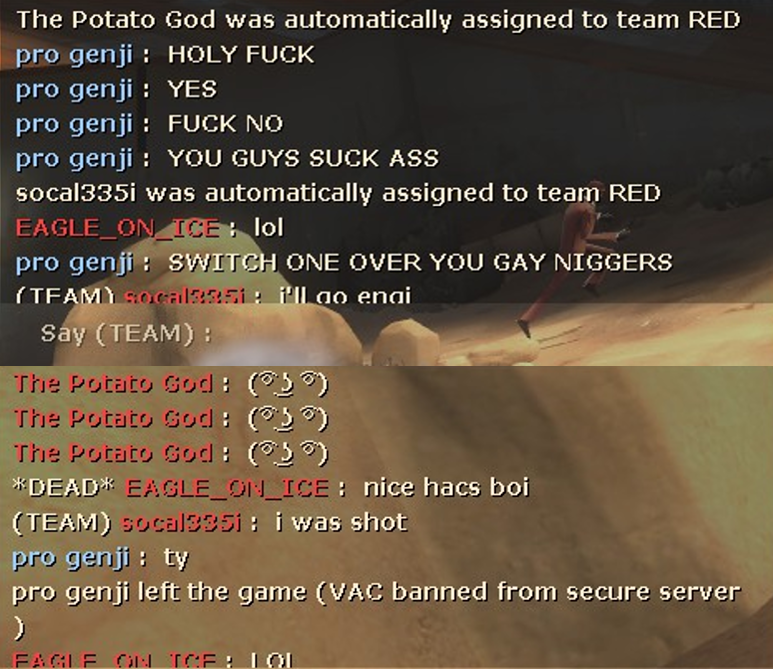 The Potato God was automatically assigned to team RED
pro genji : HOLY FUCK
pro genji : YES
pro genji : FUCK NO
pro genji : YOU GUYS SUCK ASS
socal335i was automatically assigned to team RED
EAGLE_ON_ICE : lol
pro genji : SWITCH ONE OVER YOU GAY NIGGERS
(TEAM) socal335i : i'll go engi
Say (TEAM) :
The Potato God : ( ͡° ͜ʖ ͡°)
The Potato God : ( ͡° ͜ʖ ͡°)
The Potato God : ( ͡° ͜ʖ ͡°)
*DEAD* EAGLE_ON_ICE : nice hacs boi
(TEAM) socal335i : i was shot
pro genji : ty
pro genji left the game (VAC banned from secure server
)
EAGLE_ON_ICE : LOL